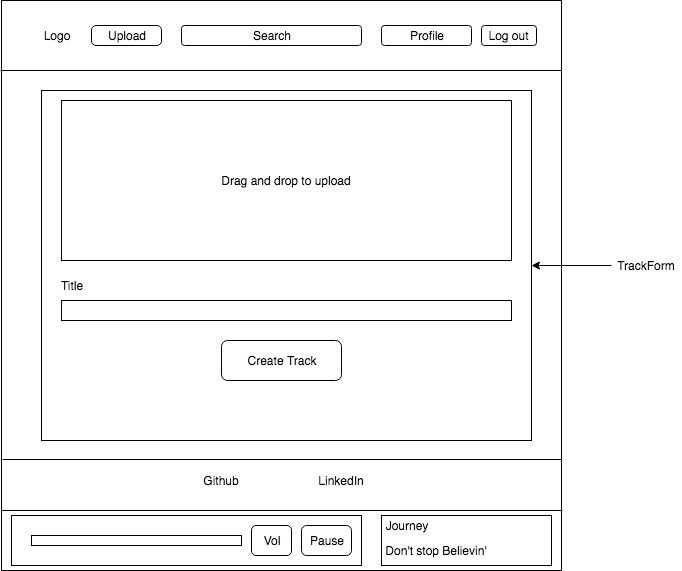 Logo
Upload
Search
Profile
Log out
Drag and drop to upload
TrackForm
Title
Create Track
Github
LinkedIn
Vol
Pause
Journey
Don't stop Believin'